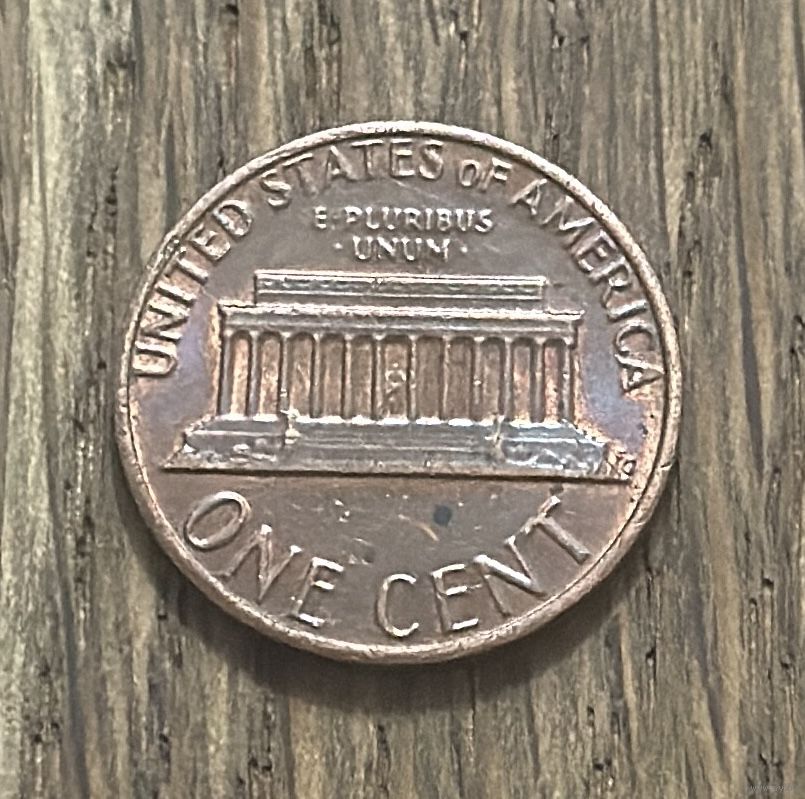 UNITED STATES OF AMERICA
E·PLURIBUS
·UNUM·
ONE CENT